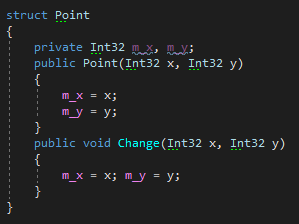 struct Point
{
    private Int32 m_x, m_y;
    public Point(Int32 x, Int32 y)
    {
        m_x = x;
        m_y = y;
    }
    public void Change(Int32 x, Int32 y)
    {
        m_x = x; m_y = y;
    }
}